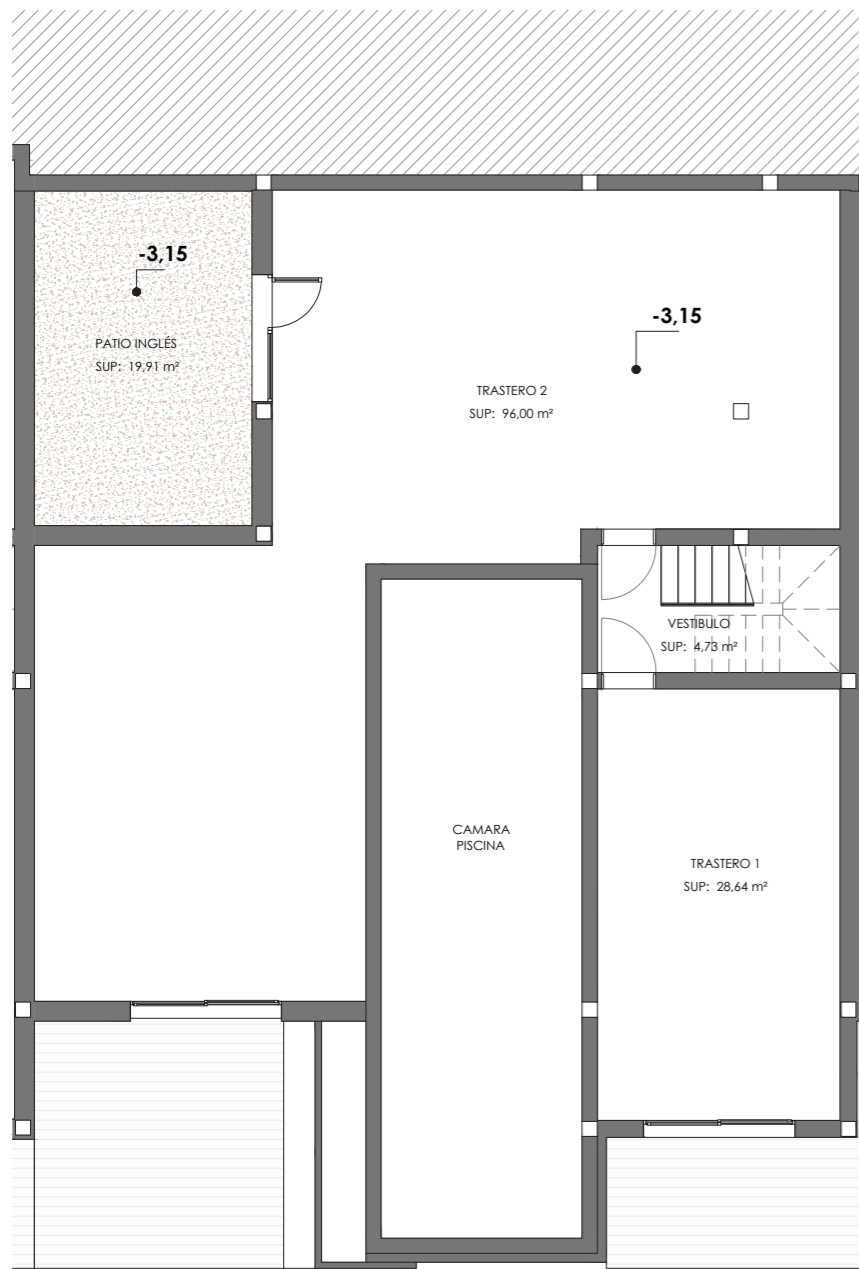 -3,15
PATIO INGLÉS
SUP: 19,91 m²
-3,15
TRASTERO 2
SUP: 96,00 m²
VESTIBULO
SUP: 4,73 m²
CAMARA
PISCINA
TRASTERO 1
SUP: 28,64 m²